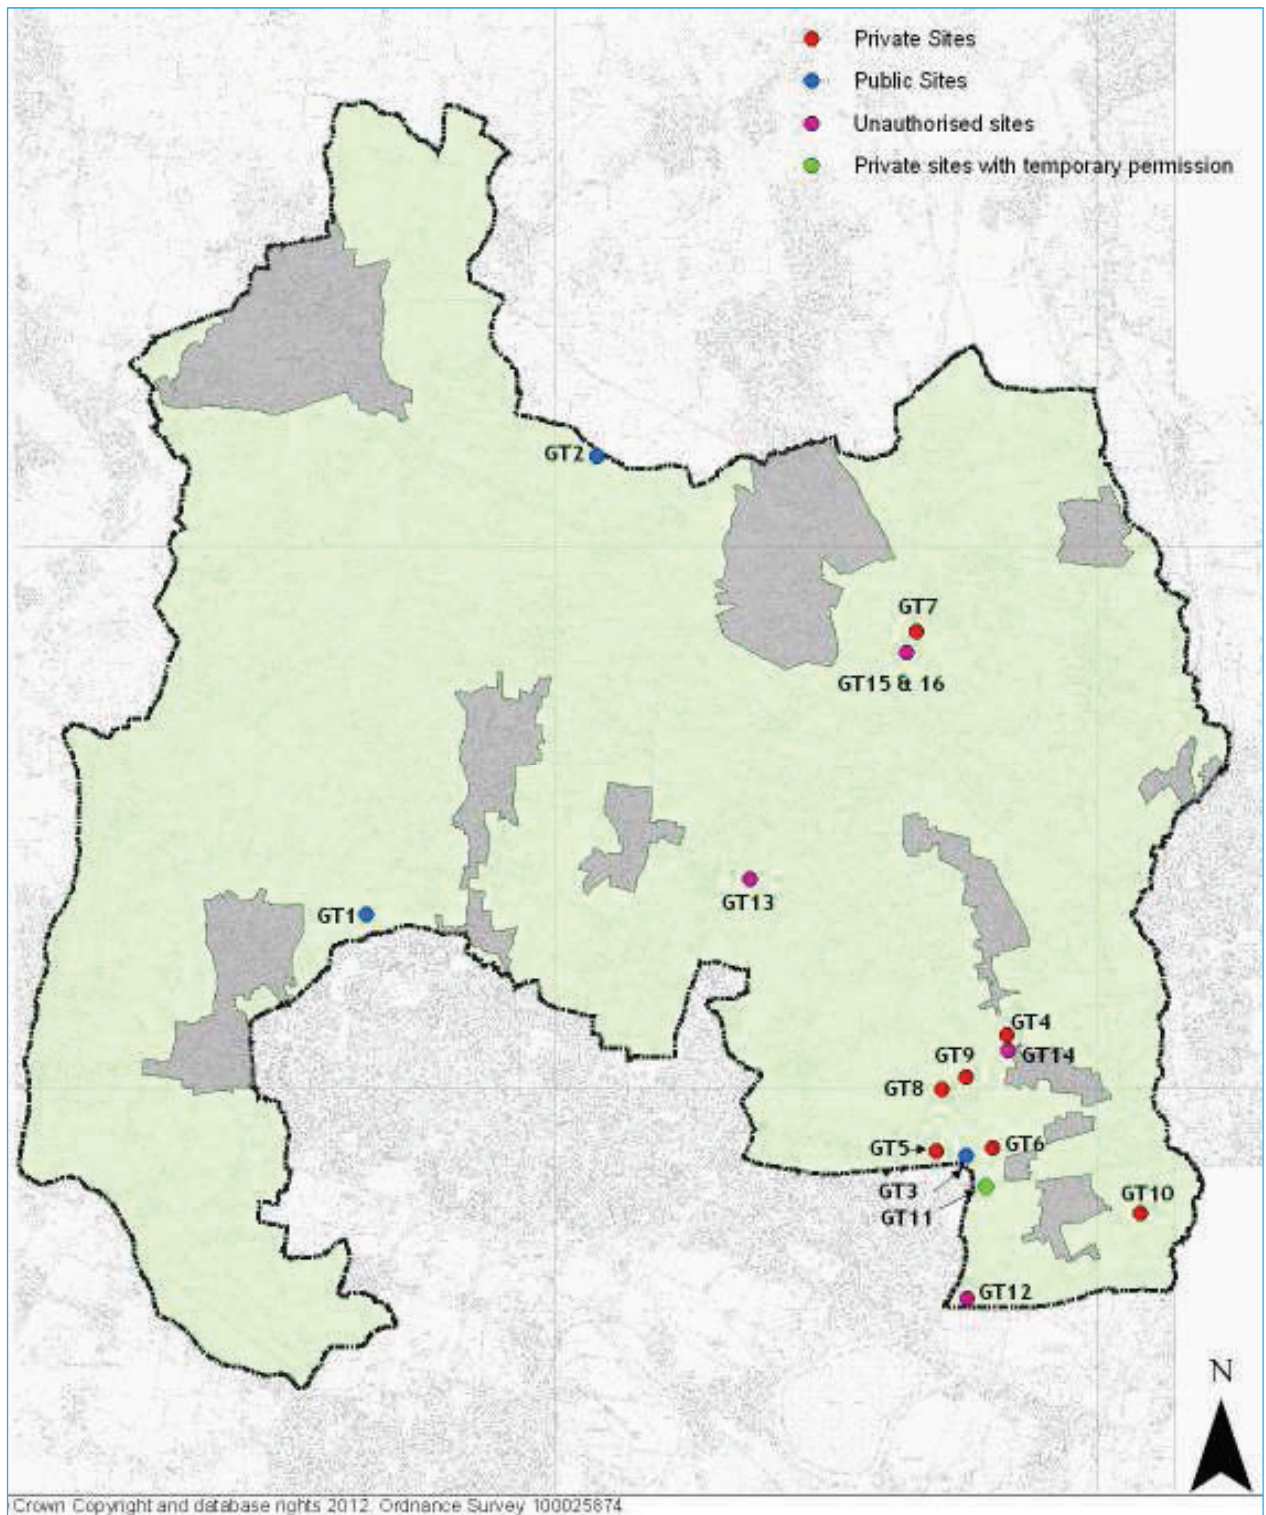 Private Sites
Public Sites
Unauthorised sites
Private sites with temporary permission
GT2
GT7
GT15 & 16
GT13
GT1
GT4
GT14
GT9
GT8
GT5
GT6
GT3
GT11
GT10
GT12
N
Crown Copyright and database rights 2012. Ordnance Survey 100025874